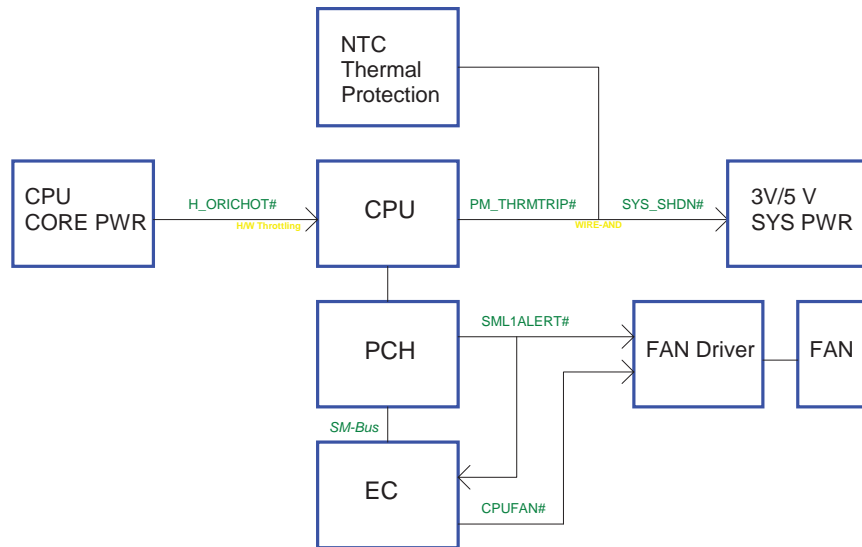 NTC
Thermal
Protection
CPU
CORE PWR
H_ORICHOT#
H/W Throttling
CPU
PM_THRMTRIP#
WIRE-AND
SYS_SHDN#
3V/5 V
SYS PWR
PCH
SML1ALERT#
FAN Driver
FAN
SM-Bus
EC
CPUFAN#